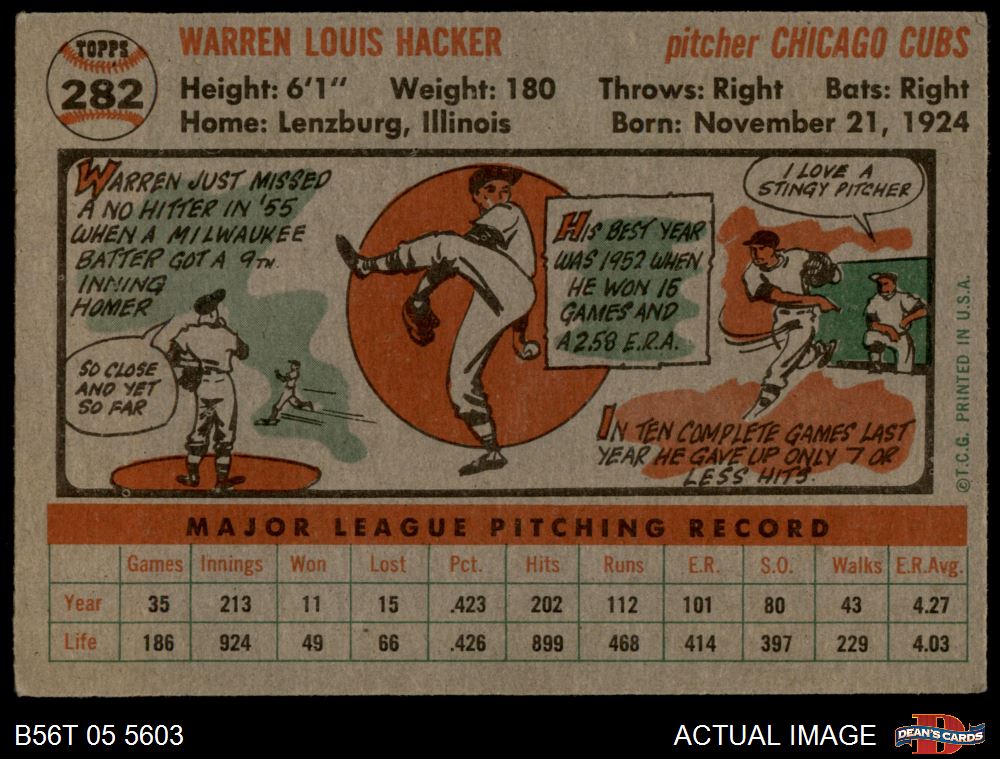 TOPPS
282
WARREN LOUIS HACKER
pitcher CHICAGO CUBS
Height: 6'1" Weight: 180 Throws: Right Bats: Right
Home: Lenzburg, Illinois Born: November 21, 1924
WARREN JUST MISSED
A NO HITTER IN '55
WHEN A MILWAUKEE
BATTER GOT A 9TH
INNING
HOMER
SO CLOSE
AND YET
SO FAR
HIS BEST YEAR
WAS 1952 WHEN
HE WON 15
GAMES AND
A 2.58 E.R.A.
I LOVE A
STINGY PITCHER
IN TEN COMPLETE GAMES LAST
YEAR HE GAVE UP ONLY 7 OR
LESS HITS.
©T.C.G. PRINTED IN U.S.A.
MAJOR LEAGUE PITCHING RECORD
Games Innings Won Lost Pct. Hits Runs E.R. S.O. Walks E.R.Avg.
Year 35 213 11 15 .423 202 112 101 80 43 4.27
Life 186 924 49 66 .426 899 468 414 397 229 4.03
B56T 05 5603
ACTUAL IMAGE
DEAN'S CARDS